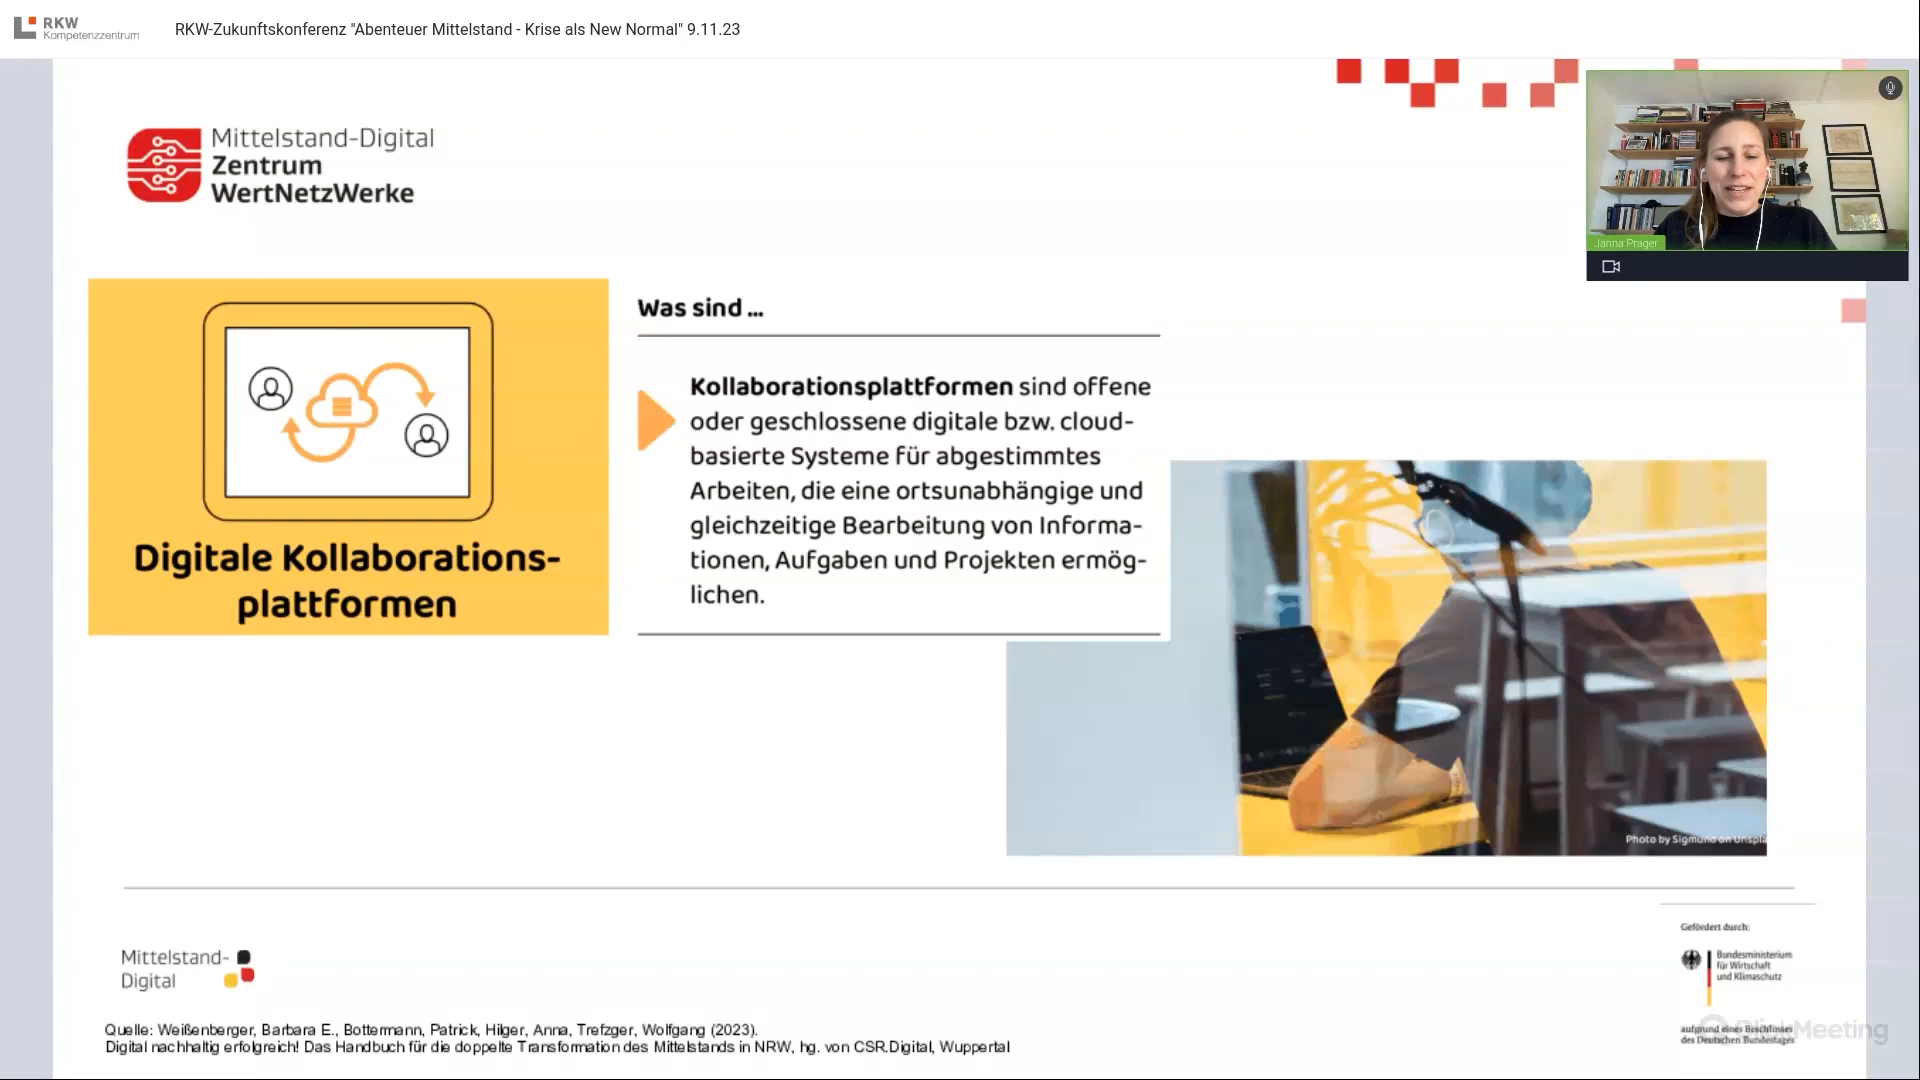 RKW
Kompetenzzentrum
RKW-Zukunftskonferenz "Abenteuer Mittelstand - Krise als New Normal" 9.11.23
Mittelstand-Digital
Zentrum
WertNetzWerke
Janna Prager
Digitale Kollaborations-
plattformen
Was sind ...
Kollaborationsplattformen sind offene
oder geschlossene digitale bzw. cloud-
basierte Systeme für abgestimmtes
Arbeiten, die eine ortsunabhängige und
gleichzeitige Bearbeitung von Informa-
tionen, Aufgaben und Projekten ermög-
lichen.
Photo by Sigmund on Unspla
Mittelstand-
Digital
Gefördert durch:
Bundesministerium
für Wirtschaft
und Klimaschutz
aufgrund eines Beschlusses
des Deutschen Bundestages
ClickMeeting
Quelle: Weißenberger, Barbara E., Bottermann, Patrick, Hilger, Anna, Trefzger, Wolfgang (2023).
Digital nachhaltig erfolgreich! Das Handbuch für die doppelte Transformation des Mittelstands in NRW, hg. von CSR.Digital, Wuppertal